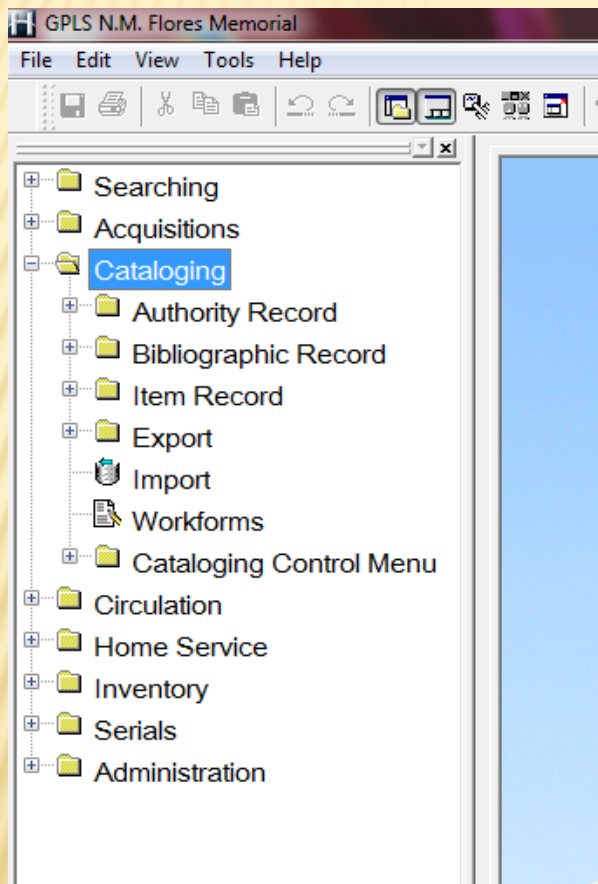 GPLS N.M. Flores Memorial
File Edit View Tools Help
Searching
Acquisitions
Cataloging
Authority Record
Bibliographic Record
Item Record
Export
Import
Workforms
Cataloging Control Menu
Circulation
Home Service
Inventory
Serials
Administration